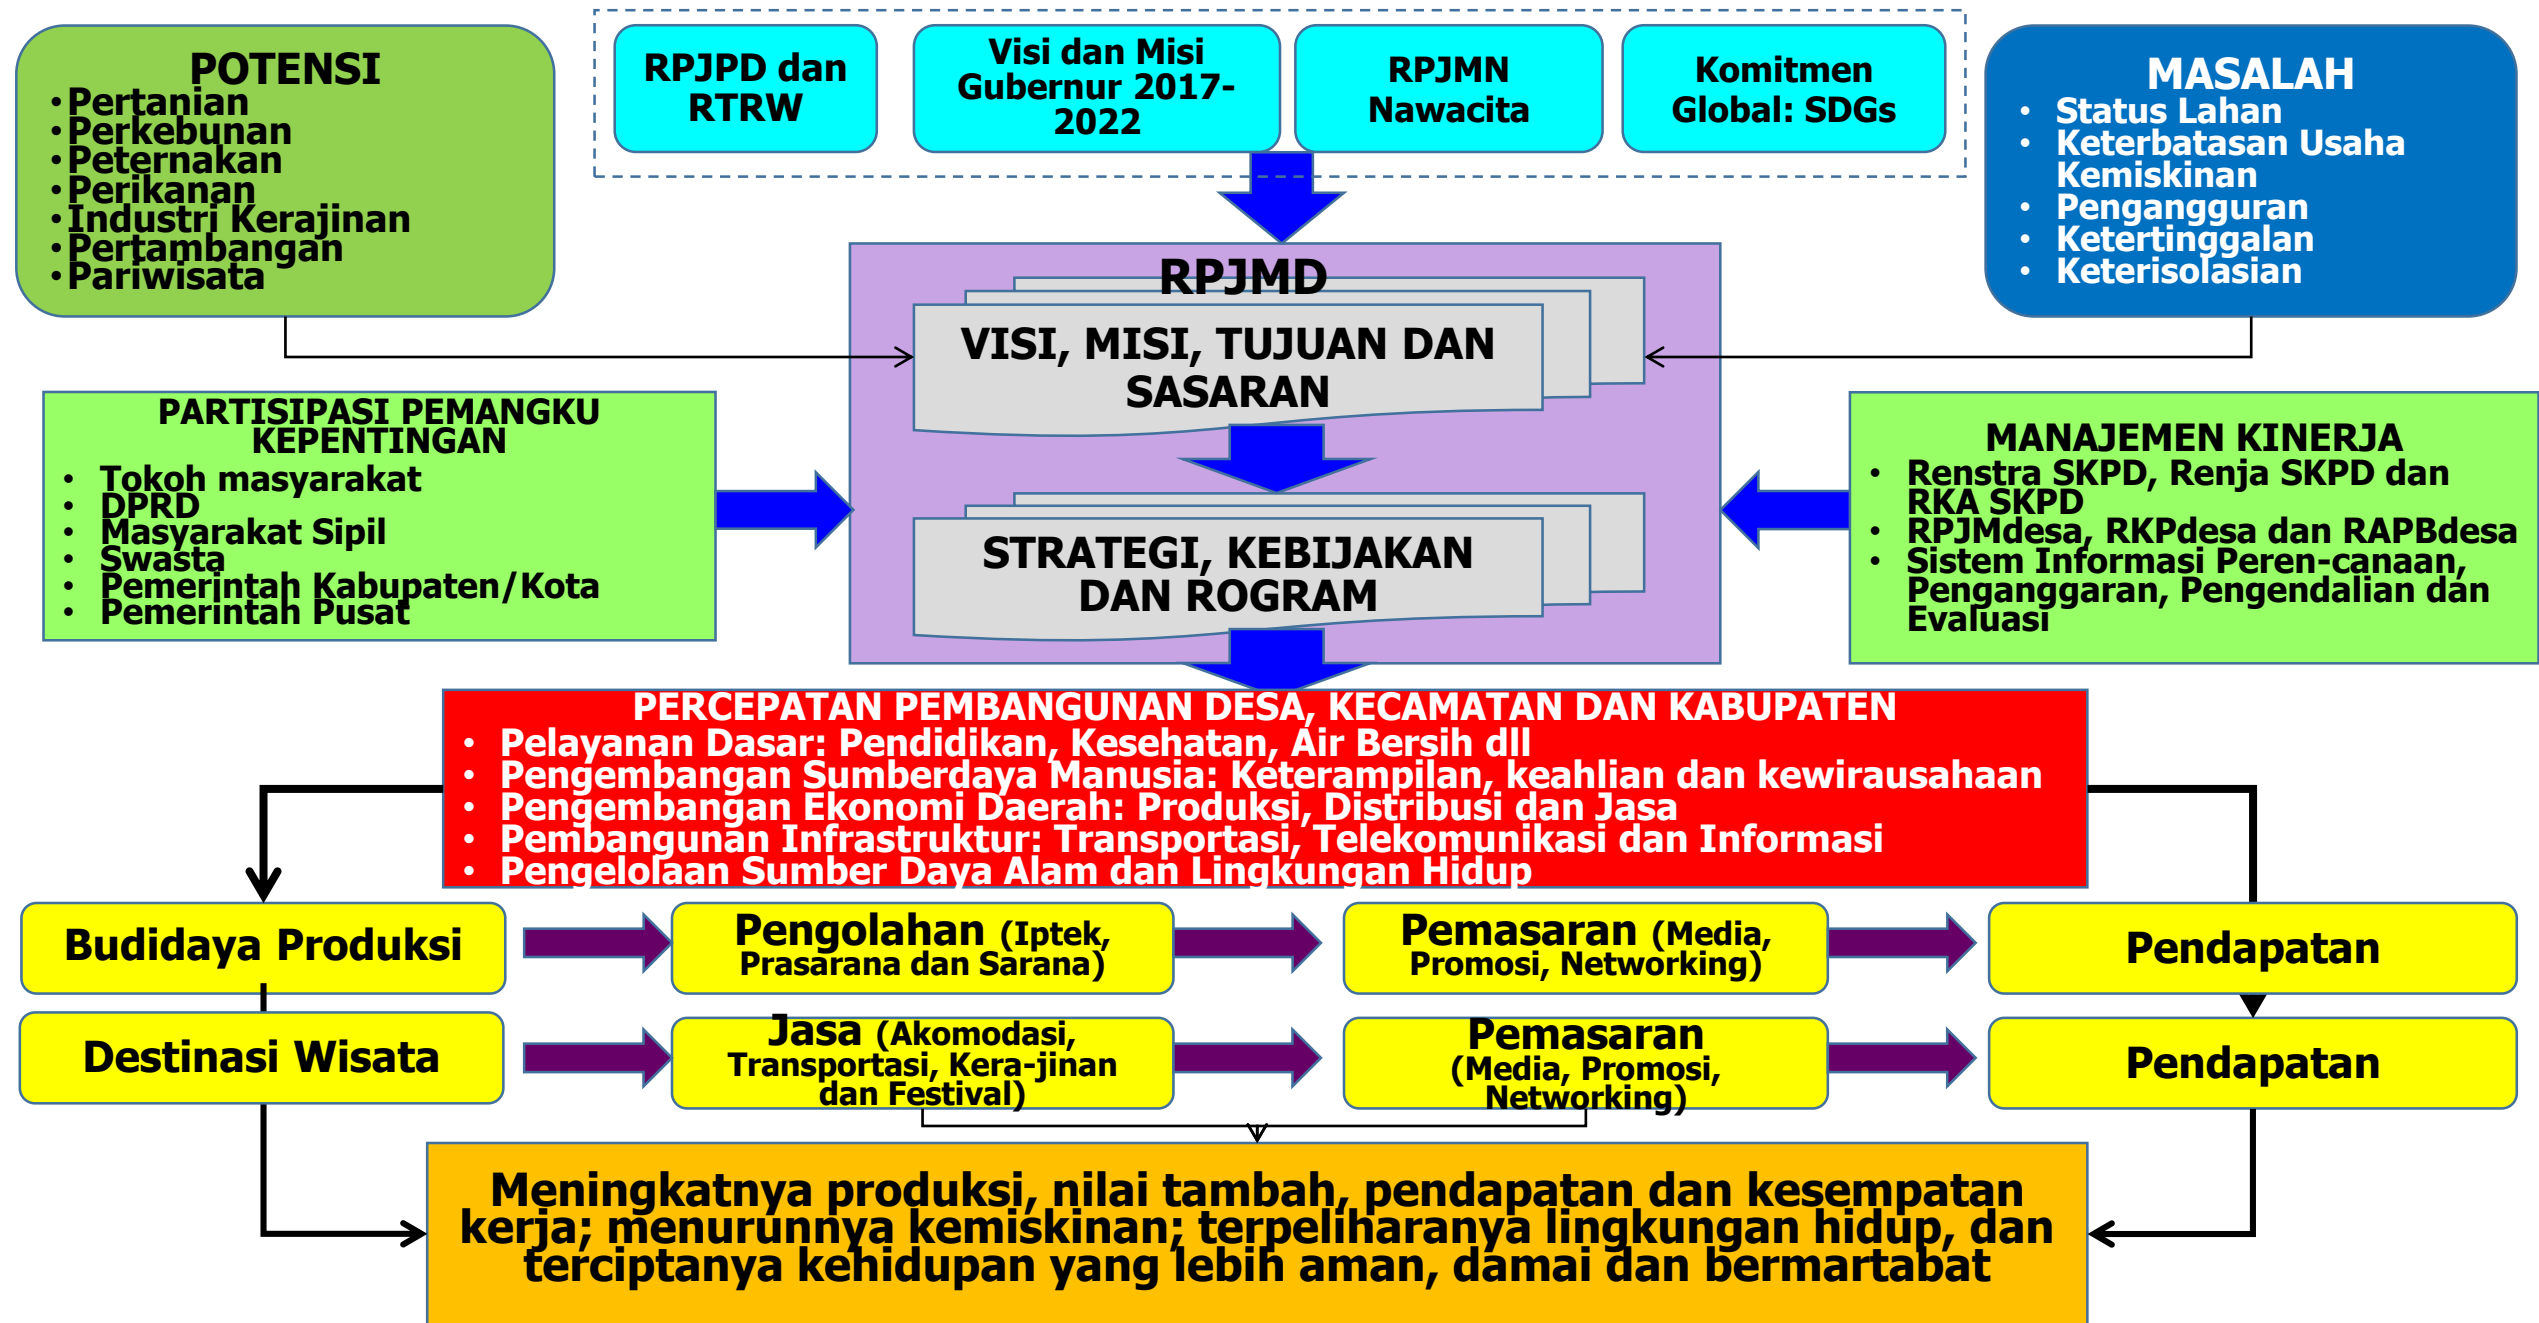 POTENSI
•Pertanian
•Perkebunan
•Peternakan
•Perikanan
•Industri Kerajinan
•Pertambangan
•Pariwisata
RPJPD dan
RTRW
Visi dan Misi
Gubernur 2017-
2022
RPJMN
Nawacita
Komitmen
Global: SDGs
MASALAH
• Status Lahan
• Keterbatasan Usaha
Kemiskinan
• Pengangguran
• Ketertinggalan
• Keterisolasian
RPJMD
VISI, MISI, TUJUAN DAN
SASARAN
STRATEGI, KEBIJAKAN
DAN ROGRAM
PARTISIPASI PEMANGKU
KEPENTINGAN
• Tokoh masyarakat
• DPRD
• Masyarakat Sipil
• Swasta
• Pemerintah Kabupaten/Kota
• Pemerintah Pusat
MANAJEMEN KINERJA
• Renstra SKPD, Renja SKPD dan
RKA SKPD
• RPJMdesa, RKPdesa dan RAPBdesa
• Sistem Informasi Peren-canaan,
Penganggaran, Pengendalian dan
Evaluasi
PERCEPATAN PEMBANGUNAN DESA, KECAMATAN DAN KABUPATEN
• Pelayanan Dasar: Pendidikan, Kesehatan, Air Bersih dll
• Pengembangan Sumberdaya Manusia: Keterampilan, keahlian dan kewirausahaan
• Pengembangan Ekonomi Daerah: Produksi, Distribusi dan Jasa
• Pembangunan Infrastruktur: Transportasi, Telekomunikasi dan Informasi
• Pengelolaan Sumber Daya Alam dan Lingkungan Hidup
Budidaya Produksi
Pengolahan (Iptek,
Prasarana dan Sarana)
Pemasaran (Media,
Promosi, Networking)
Pendapatan
Destinasi Wisata
Jasa (Akomodasi,
Transportasi, Kera-jinan
dan Festival)
Pemasaran
(Media, Promosi,
Networking)
Pendapatan
Meningkatnya produksi, nilai tambah, pendapatan dan kesempatan
kerja; menurunnya kemiskinan; terpeliharanya lingkungan hidup, dan
terciptanya kehidupan yang lebih aman, damai dan bermartabat